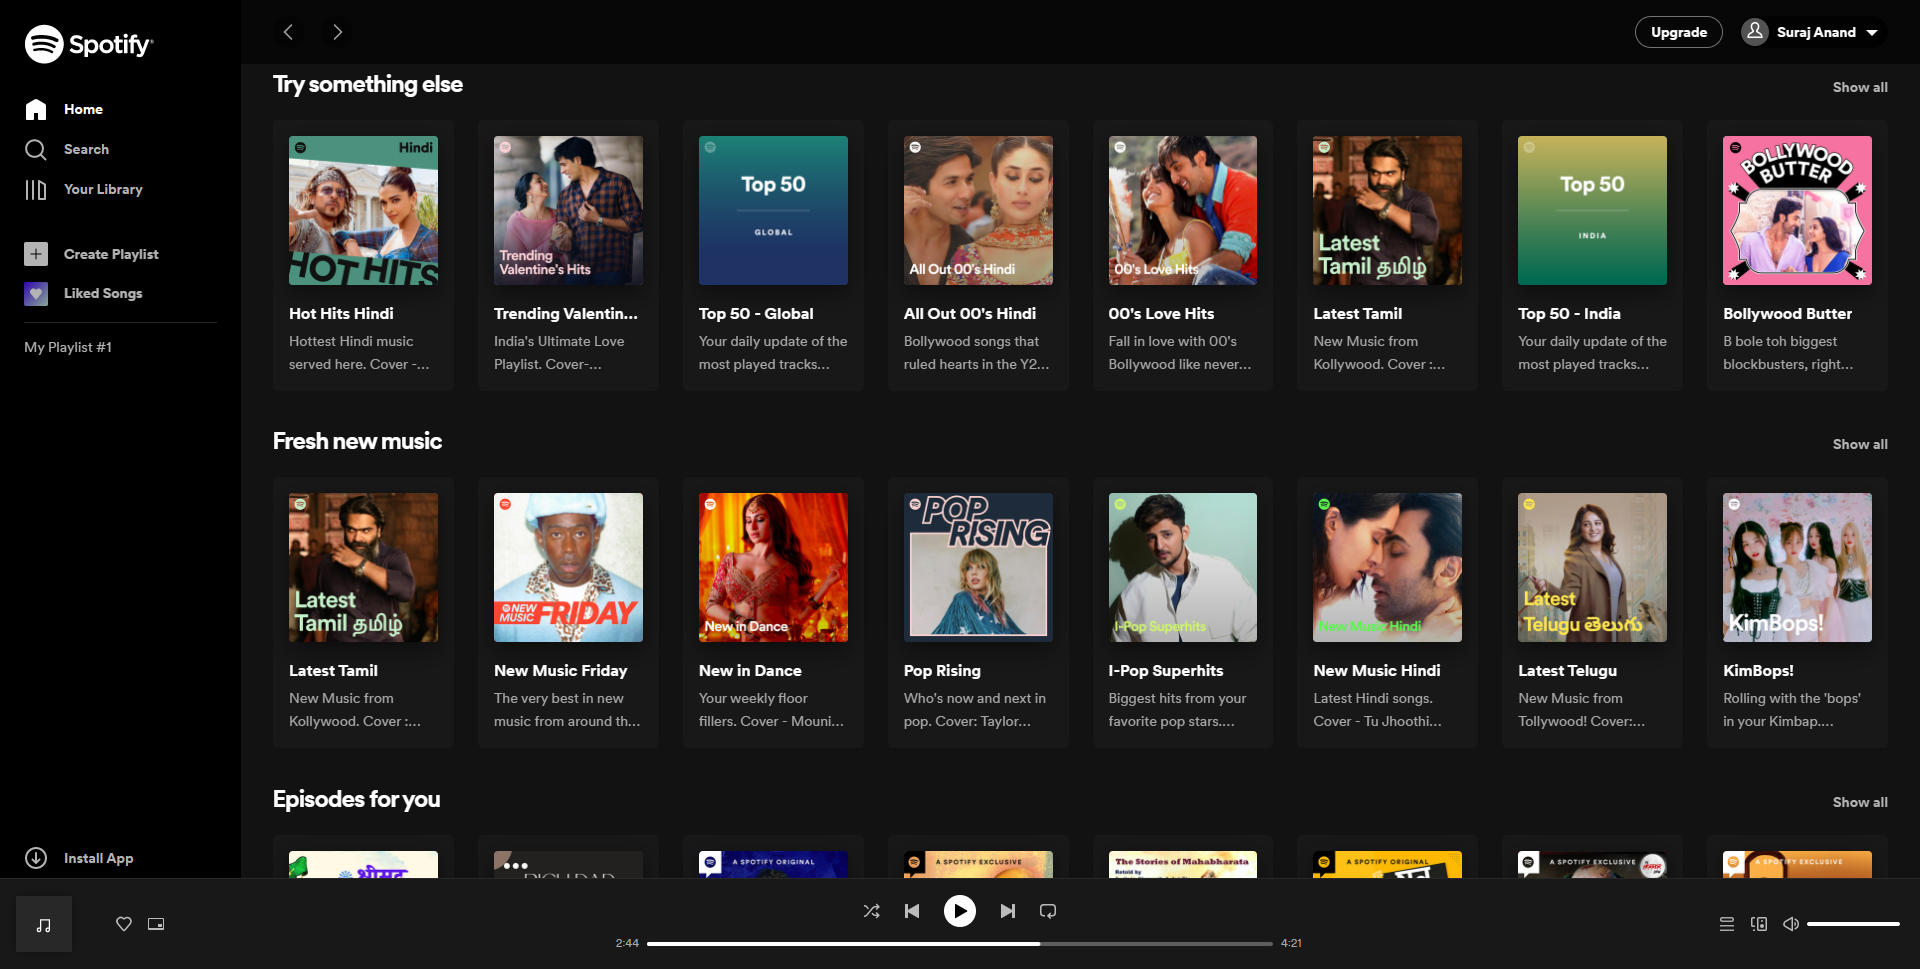 Spotify
Home
Search
Your Library
Create Playlist
Liked Songs
My Playlist #1
Install App
Upgrade
Suraj Anand
Try something else
Show all
Hindi
HOT HITS
Trending
Valentine's Hits
Top 50
GLOBAL
All Out 00's Hindi
00's Love Hits
Latest
Tamil தமிழ்
Top 50
INDIA
BOLLYWOOD
BUTTER
Hot Hits Hindi
Hottest Hindi music
served here. Cover -...
Trending Valentin...
India's Ultimate Love
Playlist. Cover-...
Top 50 - Global
Your daily update of the
most played tracks...
All Out 00's Hindi
Bollywood songs that
ruled hearts in the Y2...
00's Love Hits
Fall in love with 00's
Bollywood like never...
Latest Tamil
New Music from
Kollywood. Cover :...
Top 50 - India
Your daily update of the
most played tracks...
Bollywood Butter
B bole toh biggest
blockbusters, right...
Fresh new music
Show all
Latest
Tamil தமிழ்
NEW
MUSIC FRIDAY
New in Dance
POP
RISING
I-Pop Superhits
New Music Hindi
Latest
Telugu తెలుగు
KimBops!
Latest Tamil
New Music from
Kollywood. Cover :...
New Music Friday
The very best in new
music from around th...
New in Dance
Your weekly floor
fillers. Cover - Mouni...
Pop Rising
Who's now and next in
pop. Cover: Taylor...
I-Pop Superhits
Biggest hits from your
favorite pop stars....
New Music Hindi
Latest Hindi songs.
Cover - Tu Jhoothi...
Latest Telugu
New Music from
Tollywood! Cover:...
KimBops!
Rolling with the 'bops'
in your Kimbap....
Episodes for you
Show all
श्रीमद
RICH DAD
A SPOTIFY ORIGINAL
A SPOTIFY EXCLUSIVE
The Stories of Mahabharata
Retold by
A SPOTIFY ORIGINAL
A SPOTIFY EXCLUSIVE
A SPOTIFY EXCLUSIVE
2:44
4:21